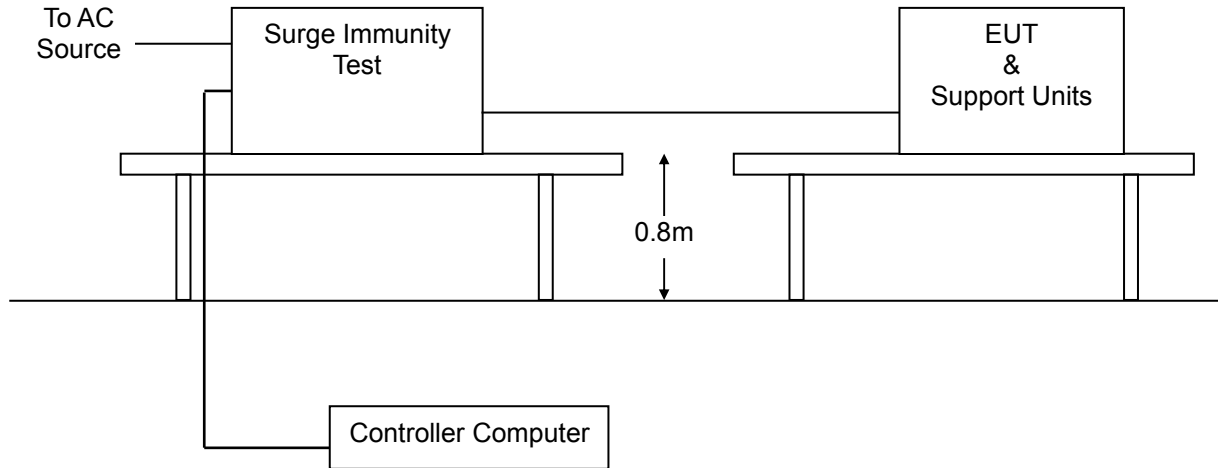 To AC
Source
Surge Immunity
Test
EUT
&
Support Units
0.8m
Controller Computer